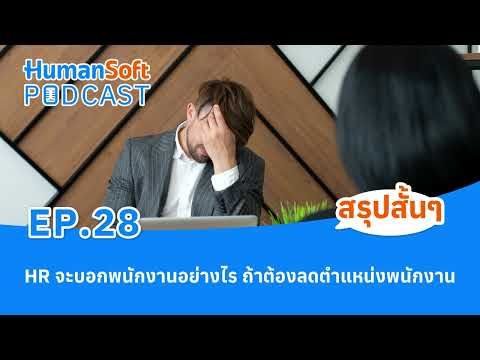 HumanSoft
PODCAST
EP.28
สรุปสั้นๆ
HR จะบอกพนักงานอย่างไร ถ้าต้องลดตำแหน่งพนักงาน